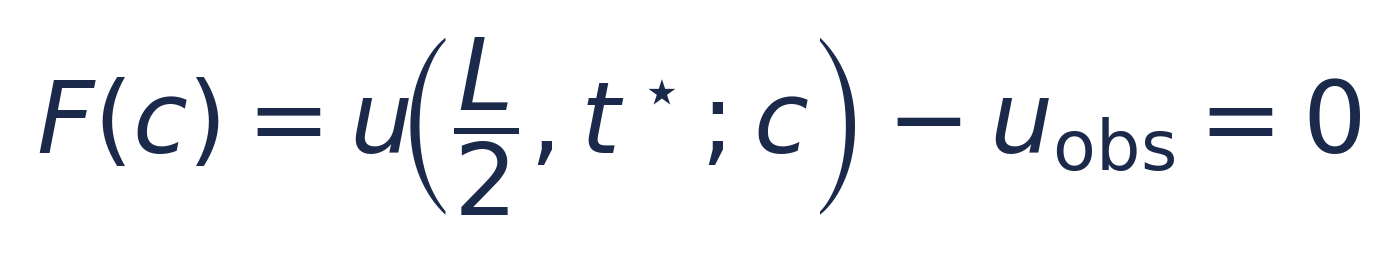 F(c) = u(L/2, t^⋆; c) − u_obs = 0